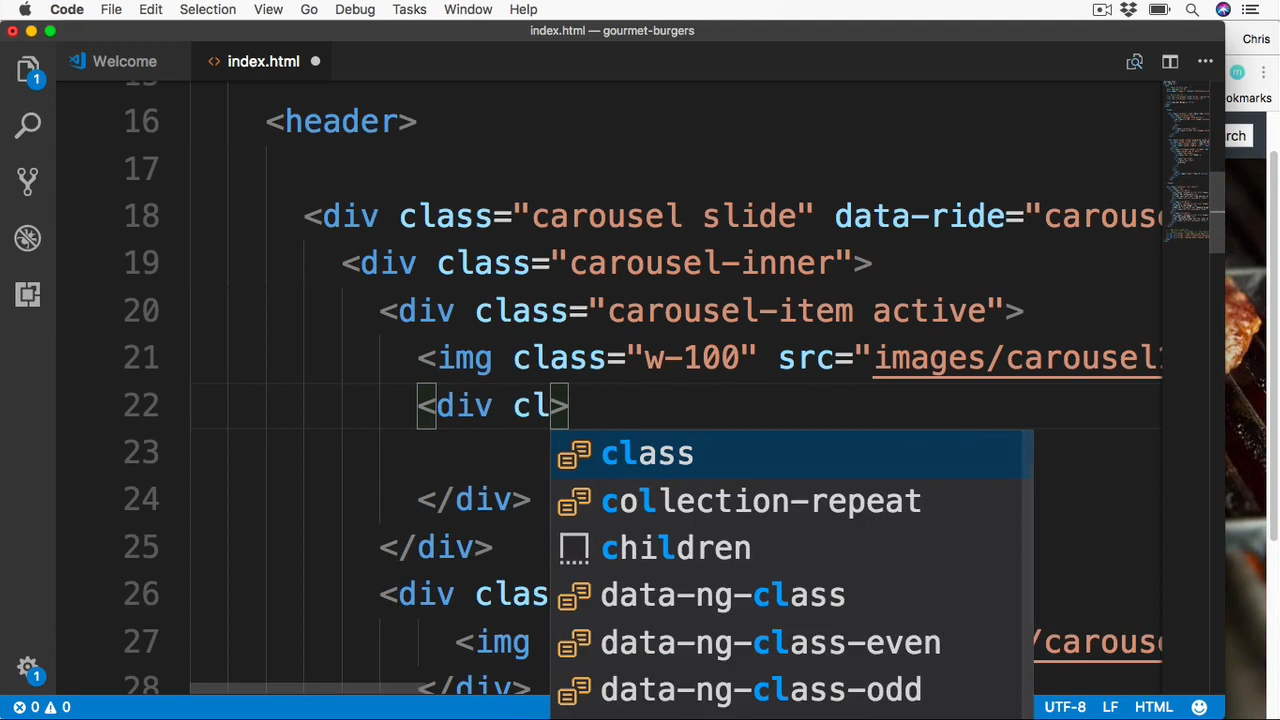 Code File Edit Selection View Go Debug Tasks Window Help
index.html — gourmet-burgers
Chris
Welcome
index.html
1
m
okmarks
rch
16 <header>
17
18 <div class="carousel slide" data-ride="carouse
19 <div class="carousel-inner">
20 <div class="carousel-item active">
21 <img class="w-100" src="images/carousel
22 <div cl>
23
class
collection-repeat
24 </div>
25 </div>
children
26 <div clas
data-ng-class
27 <img
data-ng-class-even
/carouse
28 </div>
data-ng-class-odd
1
0 0
UTF-8 LF HTML